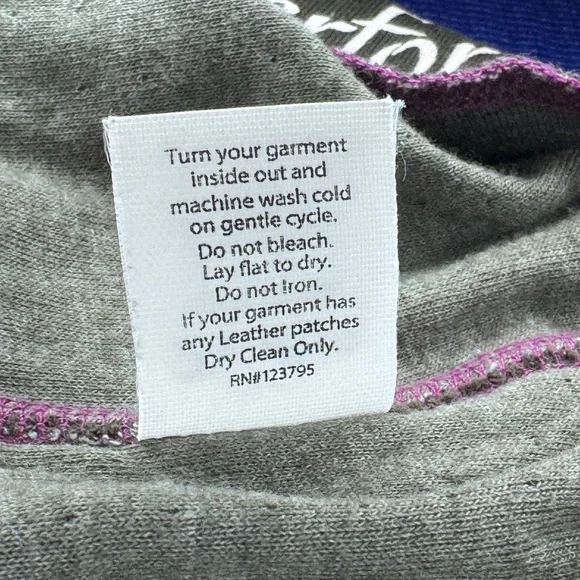 Turn your garment
inside out and
machine wash cold
on gentle cycle.
Do not bleach.
Lay flat to dry.
Do not Iron.
If your garment has
any Leather patches
Dry Clean Only.
RN#123795